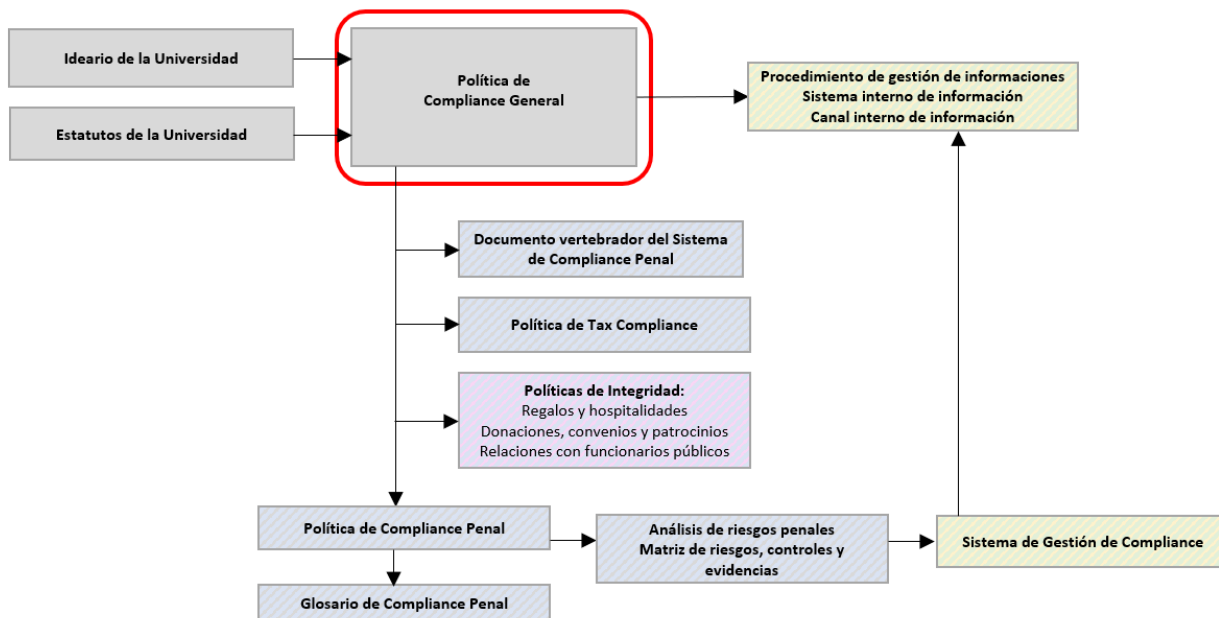 Ideario de la Universidad
Estatutos de la Universidad
Política de
Compliance General
Procedimiento de gestión de informaciones
Sistema interno de información
Canal interno de información
Documento vertebrador del Sistema
de Compliance Penal
Política de Tax Compliance
Políticas de Integridad:
Regalos y hospitalidades
Donaciones, convenios y patrocinios
Relaciones con funcionarios públicos
Política de Compliance Penal
Análisis de riesgos penales
Matriz de riesgos, controles y
evidencias
Sistema de Gestión de Compliance
Glosario de Compliance Penal